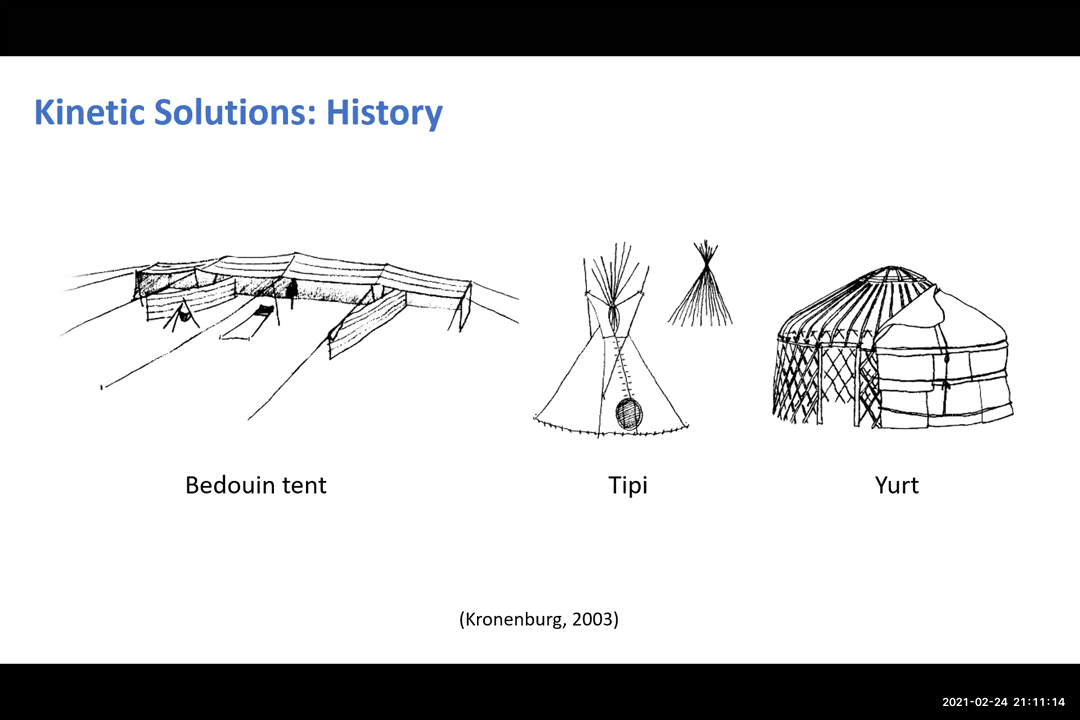 Kinetic Solutions: History
Bedouin tent
Tipi
Yurt
(Kronenburg, 2003)
2021-02-24 21:11:14